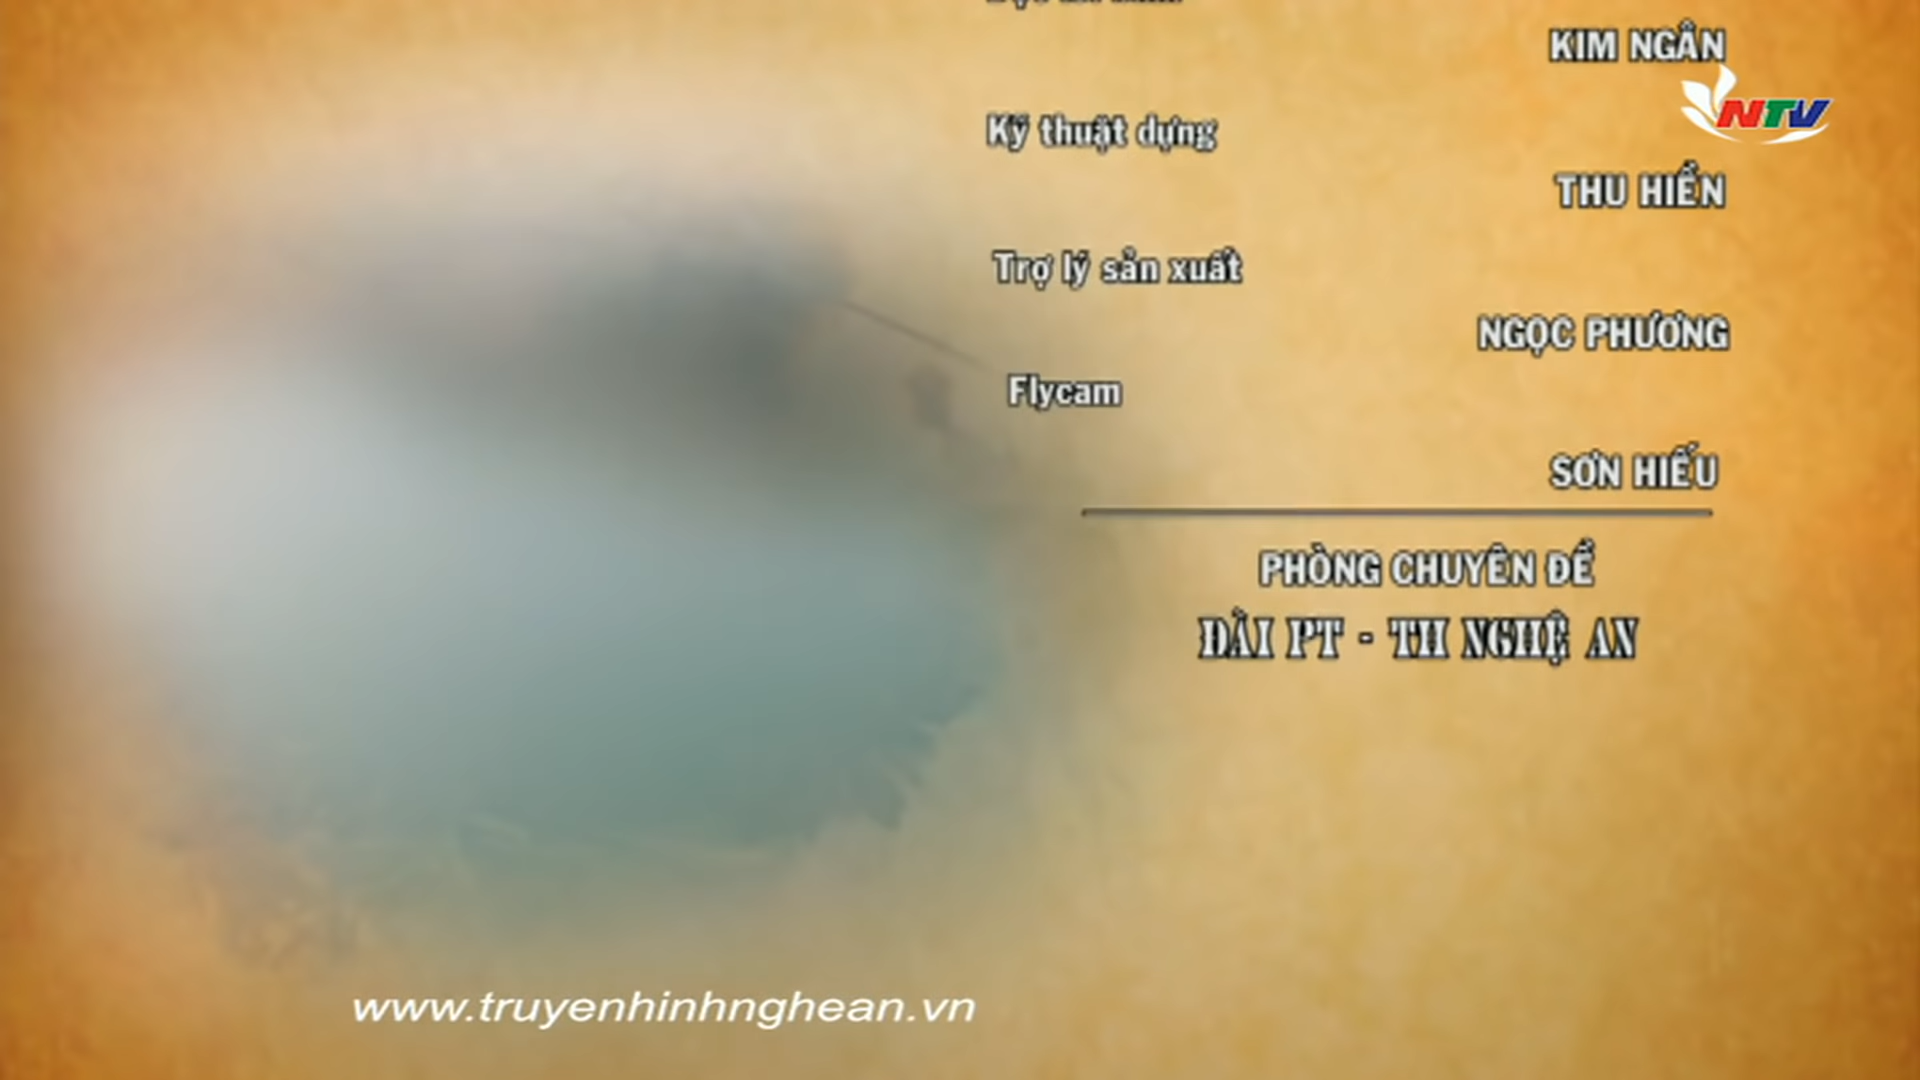 KIM NGÂN
NTV
Kỹ thuật dựng
THU HIỀN
Trợ lý sản xuất
NGỌC PHƯƠNG
Flycam
SƠN HIẾU
PHÒNG CHUYÊN ĐỀ
ĐÀI PT - TH NGHỆ AN
www.truyenhinhnghean.vn